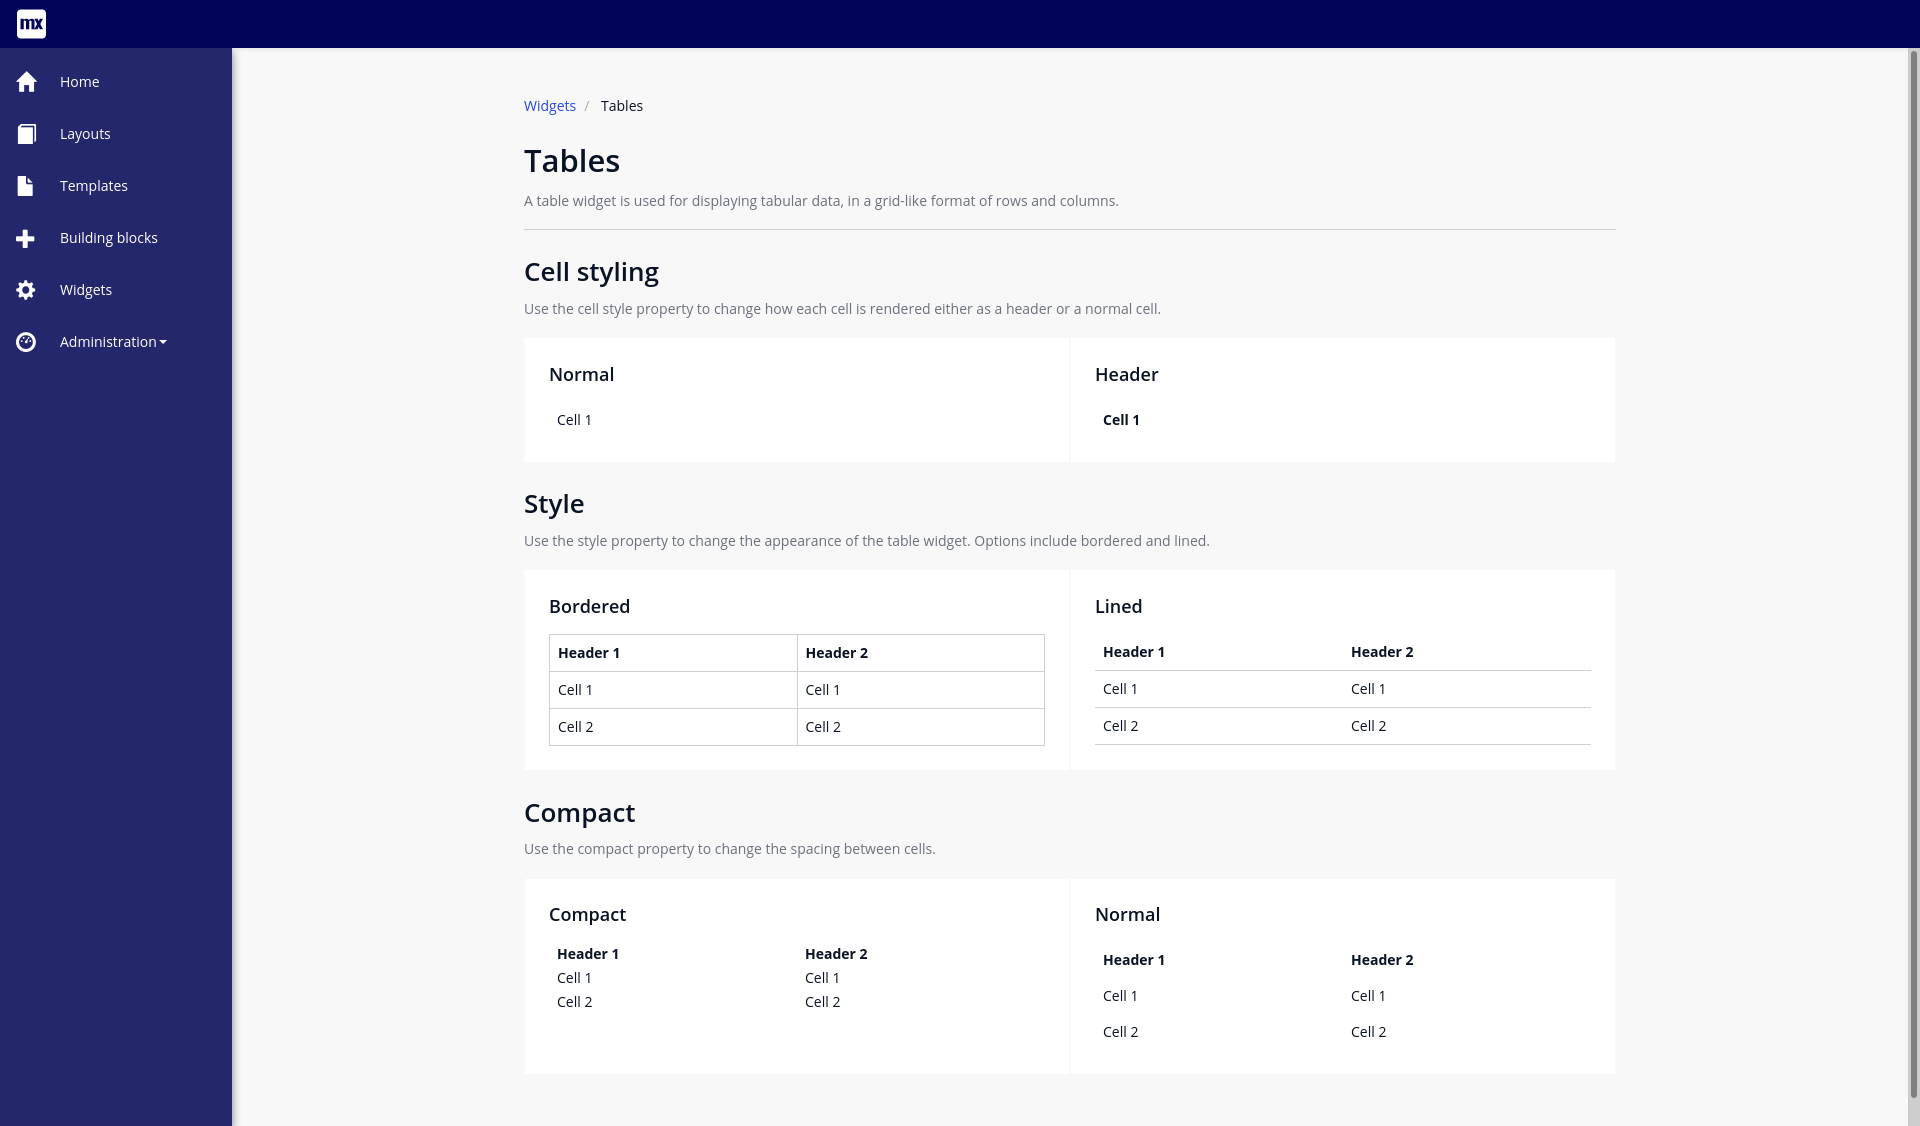 mx
Home
Layouts
Templates
Building blocks
Widgets
Administration
Widgets / Tables
Tables
A table widget is used for displaying tabular data, in a grid-like format of rows and columns.
Cell styling
Use the cell style property to change how each cell is rendered either as a header or a normal cell.
Normal
Cell 1
Header
Cell 1
Style
Use the style property to change the appearance of the table widget. Options include bordered and lined.
Bordered
Header 1 Header 2
Cell 1 Cell 1
Cell 2 Cell 2
Lined
Header 1 Header 2
Cell 1 Cell 1
Cell 2 Cell 2
Compact
Use the compact property to change the spacing between cells.
Compact
Header 1 Header 2
Cell 1 Cell 1
Cell 2 Cell 2
Normal
Header 1 Header 2
Cell 1 Cell 1
Cell 2 Cell 2